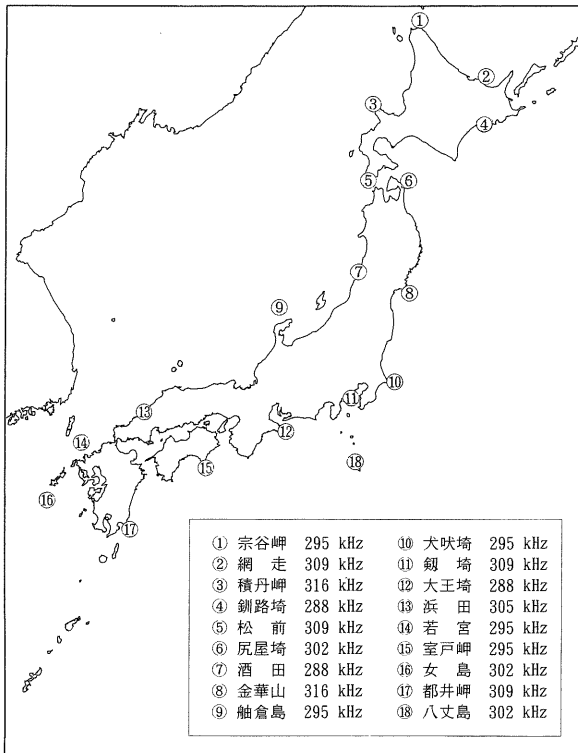 ①
②
③
④
⑤ ⑥
⑦
⑧
⑨
⑩
⑪
⑫
⑬
⑭
⑮
⑯
⑰
⑱
① 宗谷岬 295 kHz ⑩ 犬吠埼 295 kHz
② 網 走 309 kHz ⑪ 剱 埼 309 kHz
③ 積丹岬 316 kHz ⑫ 大王埼 288 kHz
④ 釧路埼 288 kHz ⑬ 浜 田 305 kHz
⑤ 松 前 309 kHz ⑭ 若 宮 295 kHz
⑥ 尻屋埼 302 kHz ⑮ 室戸岬 295 kHz
⑦ 酒 田 288 kHz ⑯ 女 島 302 kHz
⑧ 金華山 316 kHz ⑰ 都井岬 309 kHz
⑨ 舳倉島 295 kHz ⑱ 八丈島 302 kHz